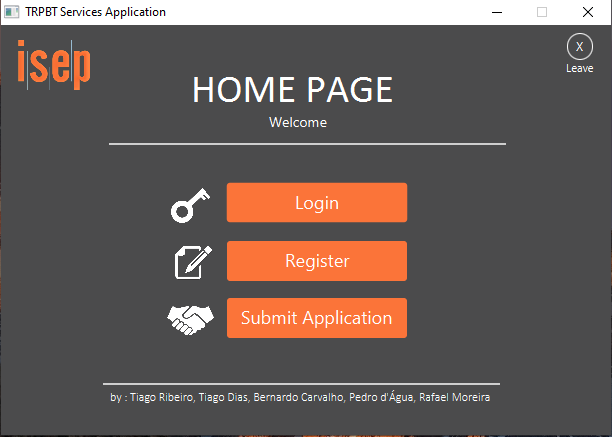 TRPBT Services Application
isep
X
Leave
HOME PAGE
Welcome
Login
Register
Submit Application
by : Tiago Ribeiro, Tiago Dias, Bernardo Carvalho, Pedro d'Água, Rafael Moreira